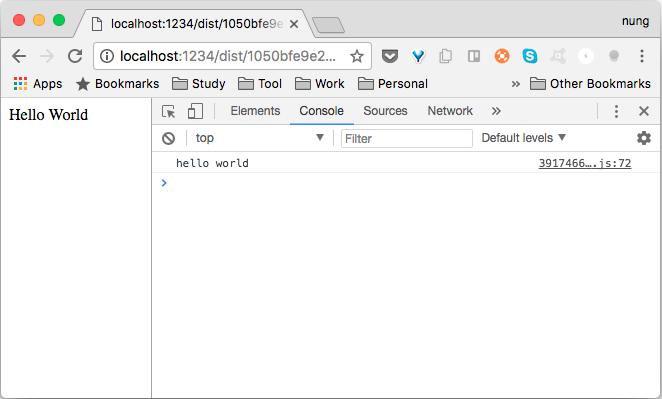 localhost:1234/dist/1050bfe9e
nung
localhost:1234/dist/1050bfe9e2...
Apps Bookmarks Study Tool Work Personal » Other Bookmarks
Hello World
Elements Console Sources Network »
top Filter Default levels
hello world 3917466….js:72